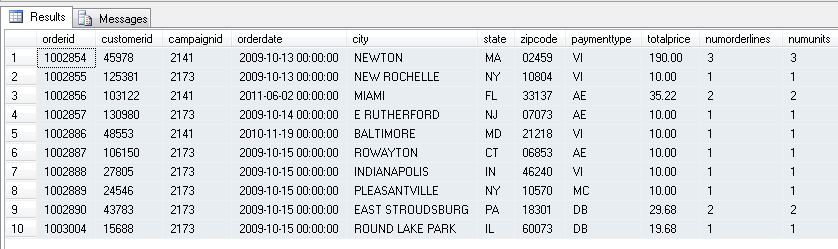 Results Messages
orderid customerid campaignid orderdate city state zipcode paymenttype totalprice numorderlines numunits
1 1002854 45978 2141 2009-10-13 00:00:00 NEWTON MA 02459 VI 190.00 3 3
2 1002855 125381 2173 2009-10-13 00:00:00 NEW ROCHELLE NY 10804 VI 10.00 1 1
3 1002856 103122 2141 2011-06-02 00:00:00 MIAMI FL 33137 AE 35.22 2 2
4 1002857 130980 2173 2009-10-14 00:00:00 E RUTHERFORD NJ 07073 AE 10.00 1 1
5 1002886 48553 2141 2010-11-19 00:00:00 BALTIMORE MD 21218 VI 10.00 1 1
6 1002887 106150 2173 2009-10-15 00:00:00 ROWAYTON CT 06853 AE 10.00 1 1
7 1002888 27805 2173 2009-10-15 00:00:00 INDIANAPOLIS IN 46240 VI 10.00 1 1
8 1002889 24546 2173 2009-10-15 00:00:00 PLEASANTVILLE NY 10570 MC 10.00 1 1
9 1002890 43783 2173 2009-10-15 00:00:00 EAST STROUDSBURG PA 18301 DB 29.68 2 2
10 1003004 15688 2173 2009-10-15 00:00:00 ROUND LAKE PARK IL 60073 DB 19.68 1 1